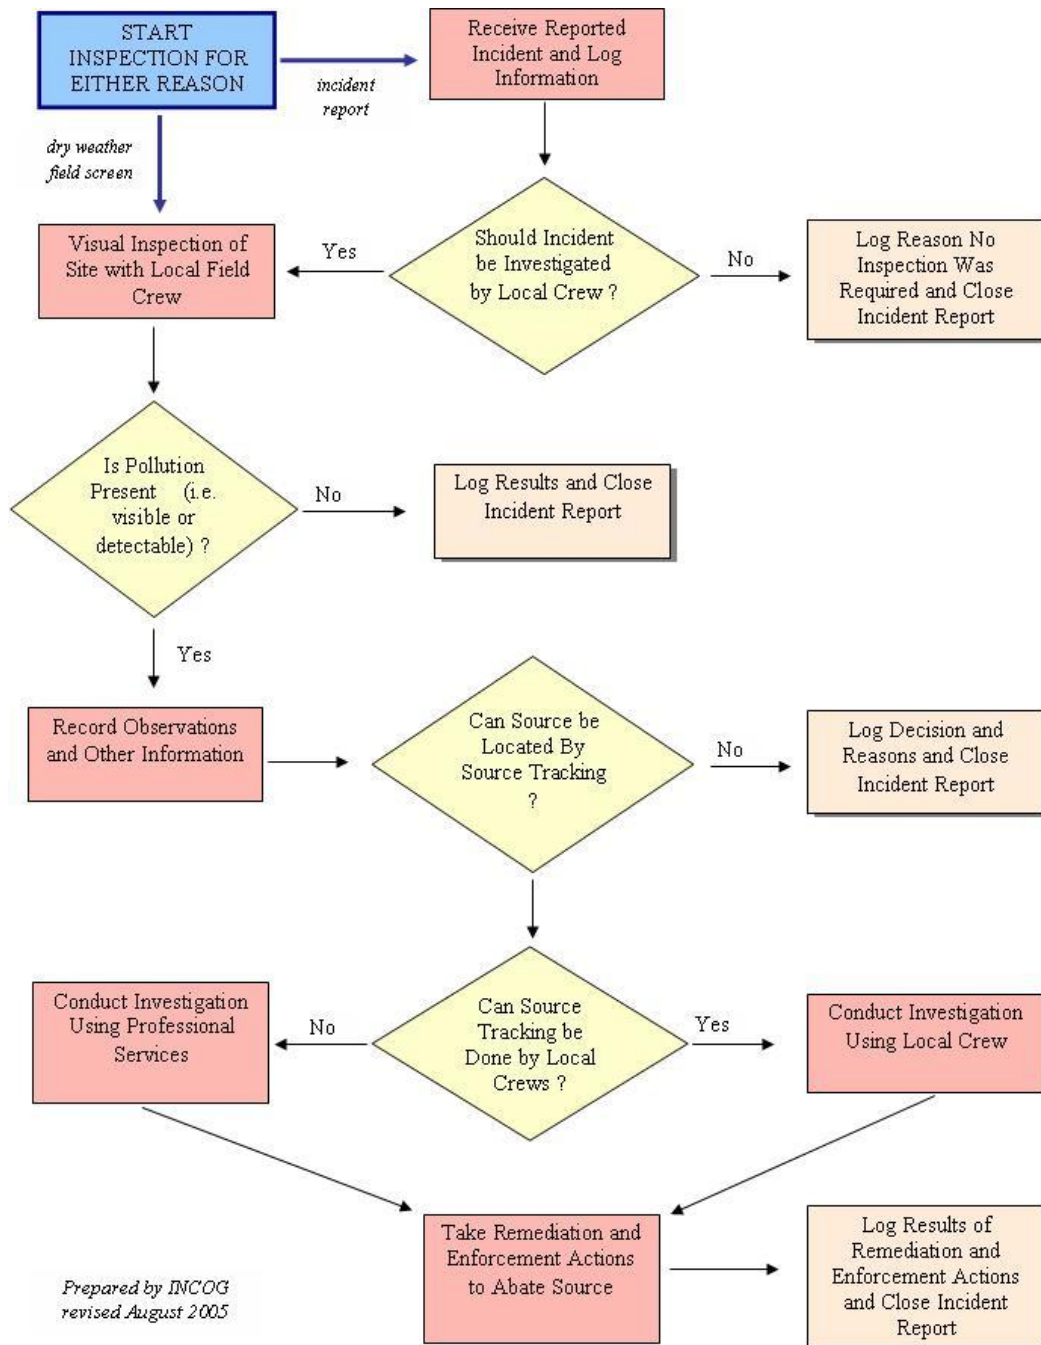 START
INSPECTION FOR
EITHER REASON
incident
report
Receive Reported
Incident and Log
Information
dry weather
field screen
Visual Inspection of
Site with Local Field
Crew
Yes
Should Incident
be Investigated
by Local Crew ?
No
Log Reason No
Inspection Was
Required and Close
Incident Report
Is Pollution
Present (i.e.
visible or
detectable) ?
No
Log Results and Close
Incident Report
Yes
Record Observations
and Other Information
Can Source be
Located By
Source Tracking
?
No
Log Decision and
Reasons and Close
Incident Report
Conduct Investigation
Using Professional
Services
No
Can Source
Tracking be
Done by Local
Crews ?
Yes
Conduct Investigation
Using Local Crew
Take Remediation and
Enforcement Actions
to Abate Source
Log Results of
Remediation and
Enforcement Actions
and Close Incident
Report
Prepared by INCOG
revised August 2005